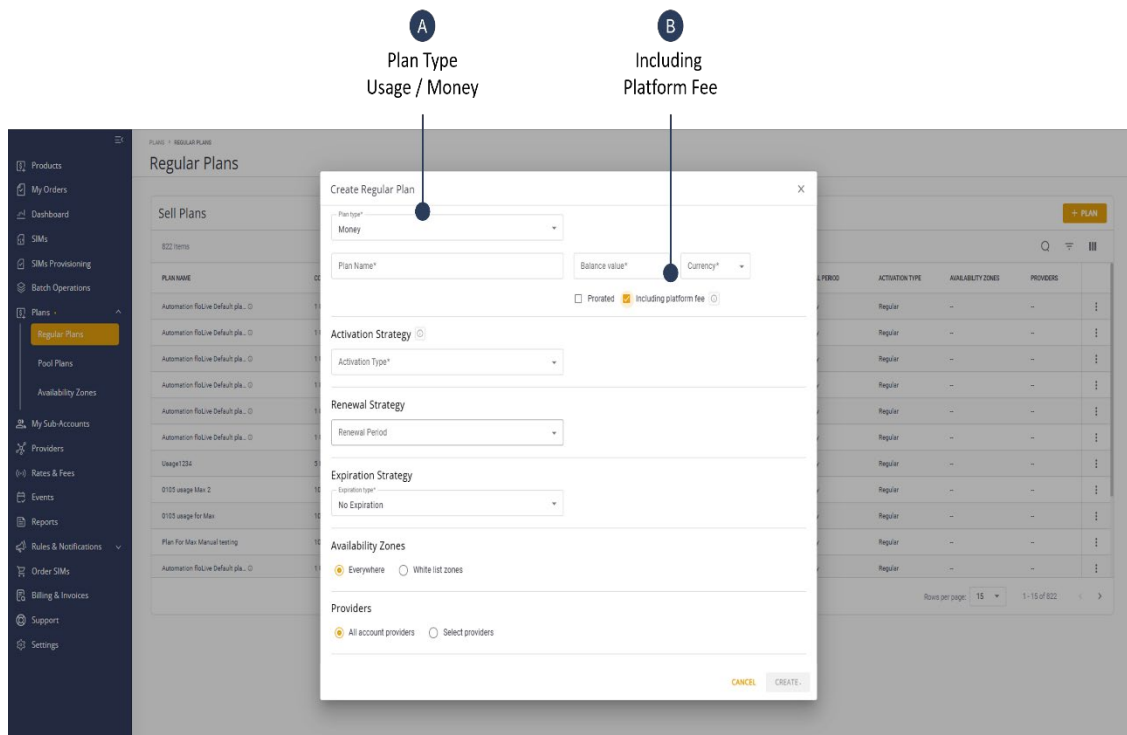 A
B
Plan Type
Usage / Money
Including
Platform Fee
PLANS > REGULAR PLANS
Regular Plans
Products
My Orders
Dashboard
SIMs
SIMs Provisioning
Batch Operations
Plans
Regular Plans
Pool Plans
Availability Zones
My Sub-Accounts
Providers
Rates & Fees
Events
Reports
Rules & Notifications
Order SIMs
Billing & Invoices
Support
Settings
Sell Plans
+ PLAN
822 items
PLAN NAME
ACTIVATION TYPE
AVAILABILITY ZONES
PROVIDERS
Automation floLive Default pla...
Regular -- --
Automation floLive Default pla...
Regular -- --
Automation floLive Default pla...
Regular -- --
Automation floLive Default pla...
Regular -- --
Automation floLive Default pla...
Regular -- --
Automation floLive Default pla...
Regular -- --
Usage1234
Regular -- --
0105 usage Max 2
Regular -- --
0105 usage for Max
Regular -- --
Plan For Max Manual testing
Regular -- --
Automation floLive Default pla...
Regular -- --
Rows per page: 15 1-15 of 822
Create Regular Plan X
Plan type*
Money
Plan Name*
Balance value*
Currency*
Prorated
Including platform fee
Activation Strategy
Activation Type*
Renewal Strategy
Renewal Period
Expiration Strategy
Expiration type*
No Expiration
Availability Zones
Everywhere White list zones
Providers
All account providers Select providers
CANCEL CREATE